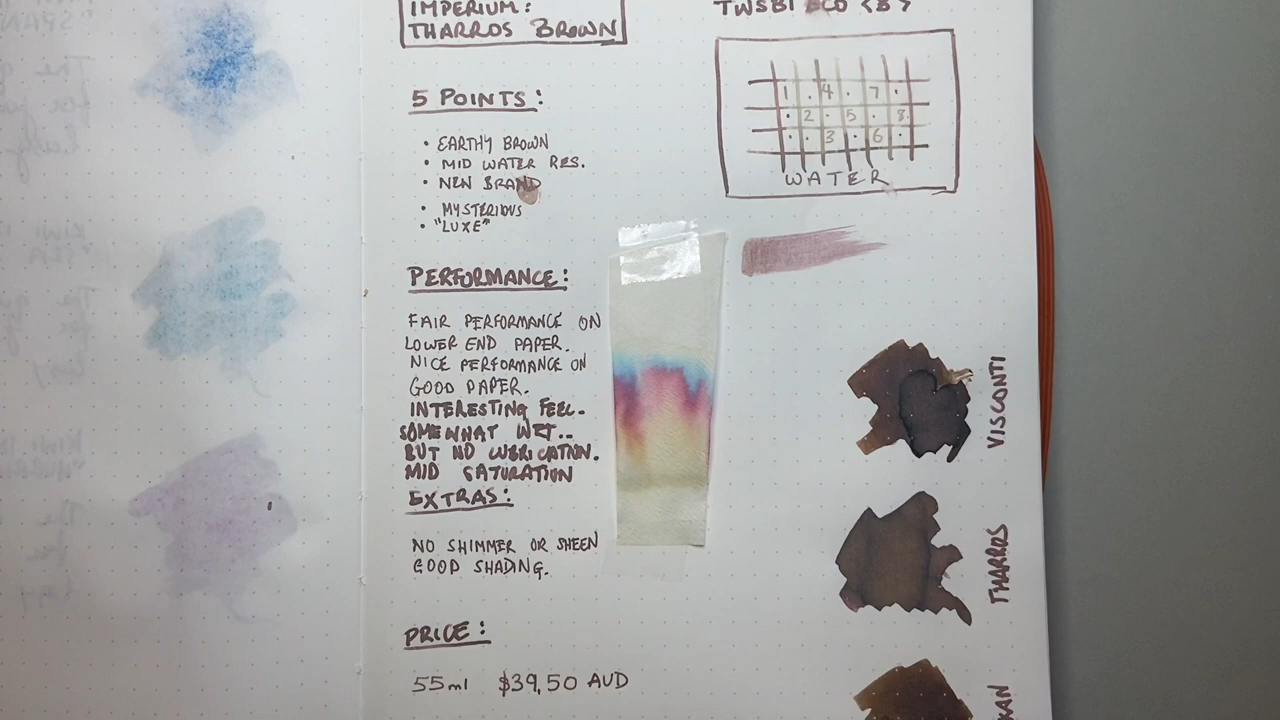 IMPERIUM:
THARROS BROWN
TWSBI ECO <B>
5 POINTS:
• EARTHY BROWN
• MID WATER RES.
• NEW BRAND
• MYSTERIOUS
• "LUXE"
1 . 4 . 7 .
. 2 . 5 . 8
. . 3 . 6 .
WATER
PERFORMANCE:
FAIR PERFORMANCE ON
LOWER END PAPER.
NICE PERFORMANCE ON
GOOD PAPER.
INTERESTING FEEL.
SOMEWHAT WET..
BUT NO LUBRICATION.
MID SATURATION
EXTRAS:
NO SHIMMER OR SHEEN
GOOD SHADING.
PRICE:
55ml $39.50 AUD
VISCONTI
THARROS